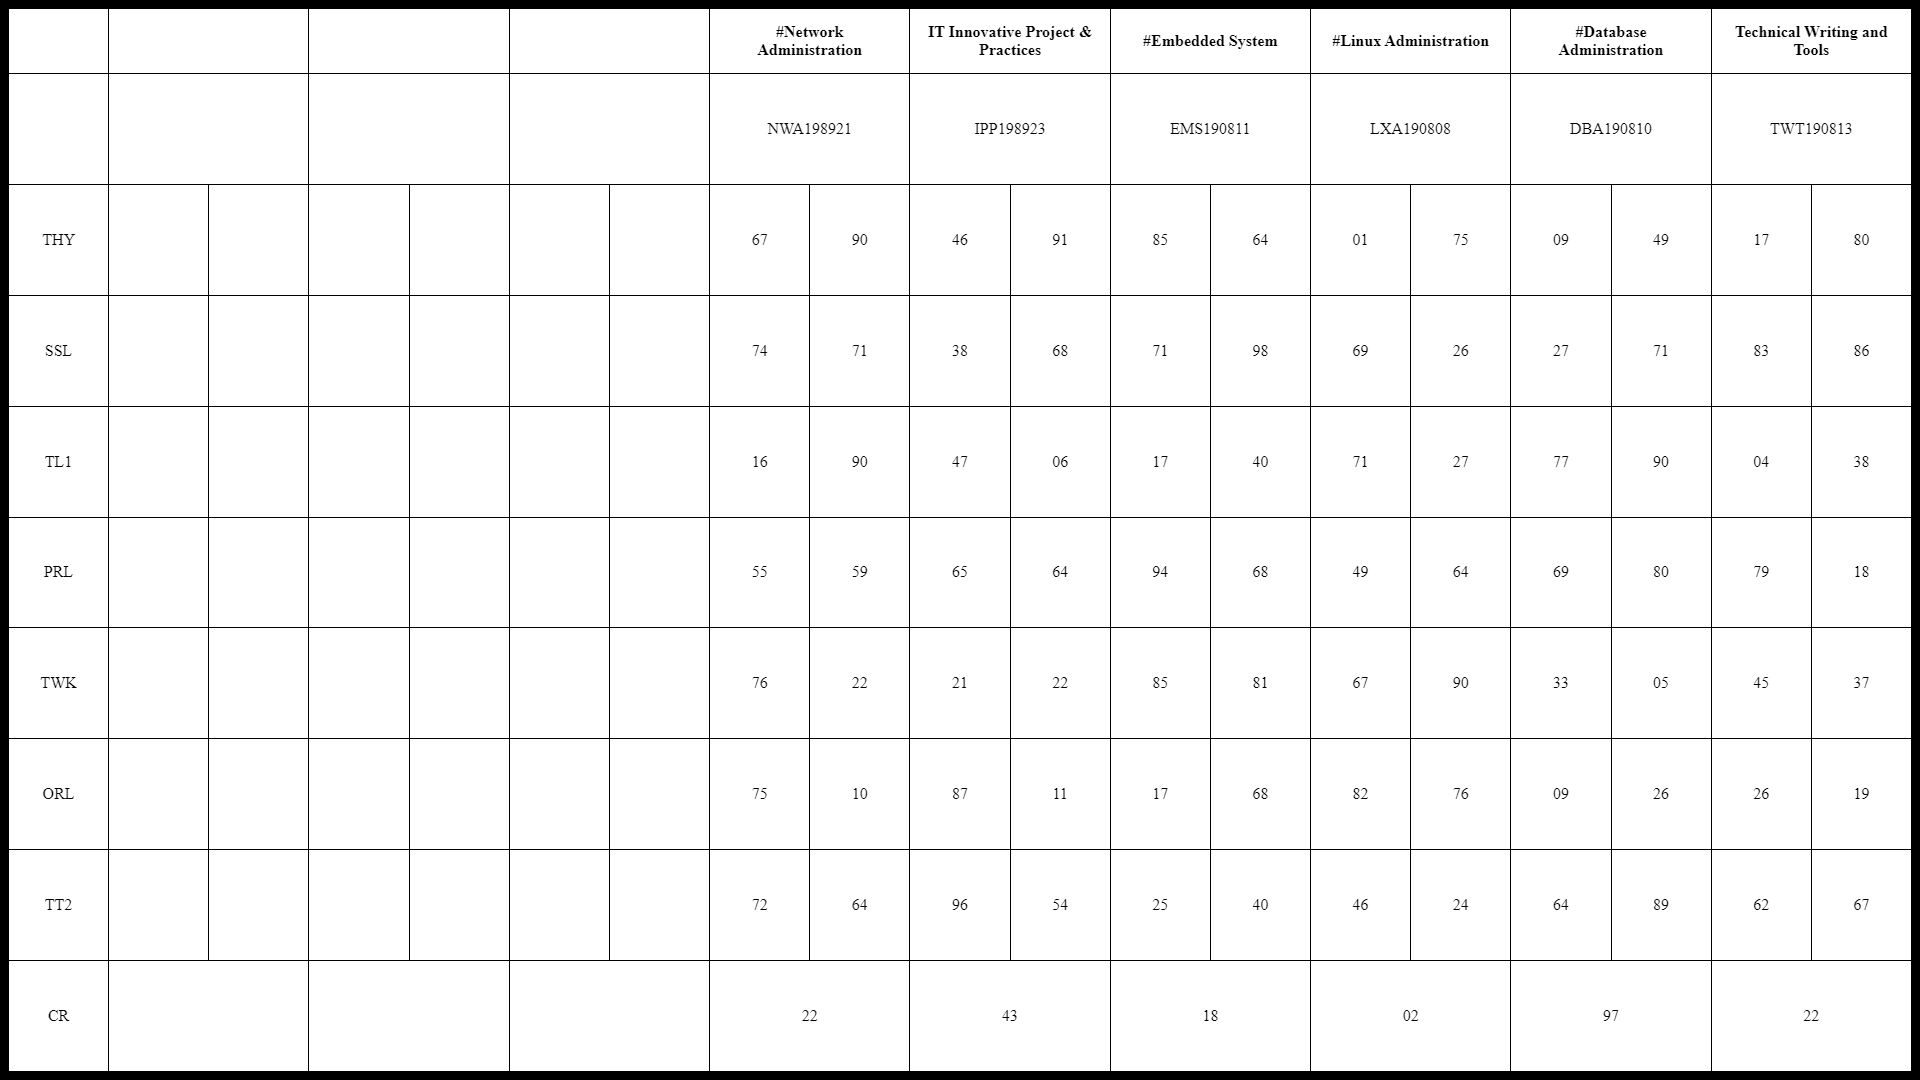 #Network Administration IT Innovative Project & Practices #Embedded System #Linux Administration #Database Administration Technical Writing and Tools
NWA198921 IPP198923 EMS190811 LXA190808 DBA190810 TWT190813
THY 67 90 46 91 85 64 01 75 09 49 17 80
SSL 74 71 38 68 71 98 69 26 27 71 83 86
TL1 16 90 47 06 17 40 71 27 77 90 04 38
PRL 55 59 65 64 94 68 49 64 69 80 79 18
TWK 76 22 21 22 85 81 67 90 33 05 45 37
ORL 75 10 87 11 17 68 82 76 09 26 26 19
TT2 72 64 96 54 25 40 46 24 64 89 62 67
CR 22 43 18 02 97 22